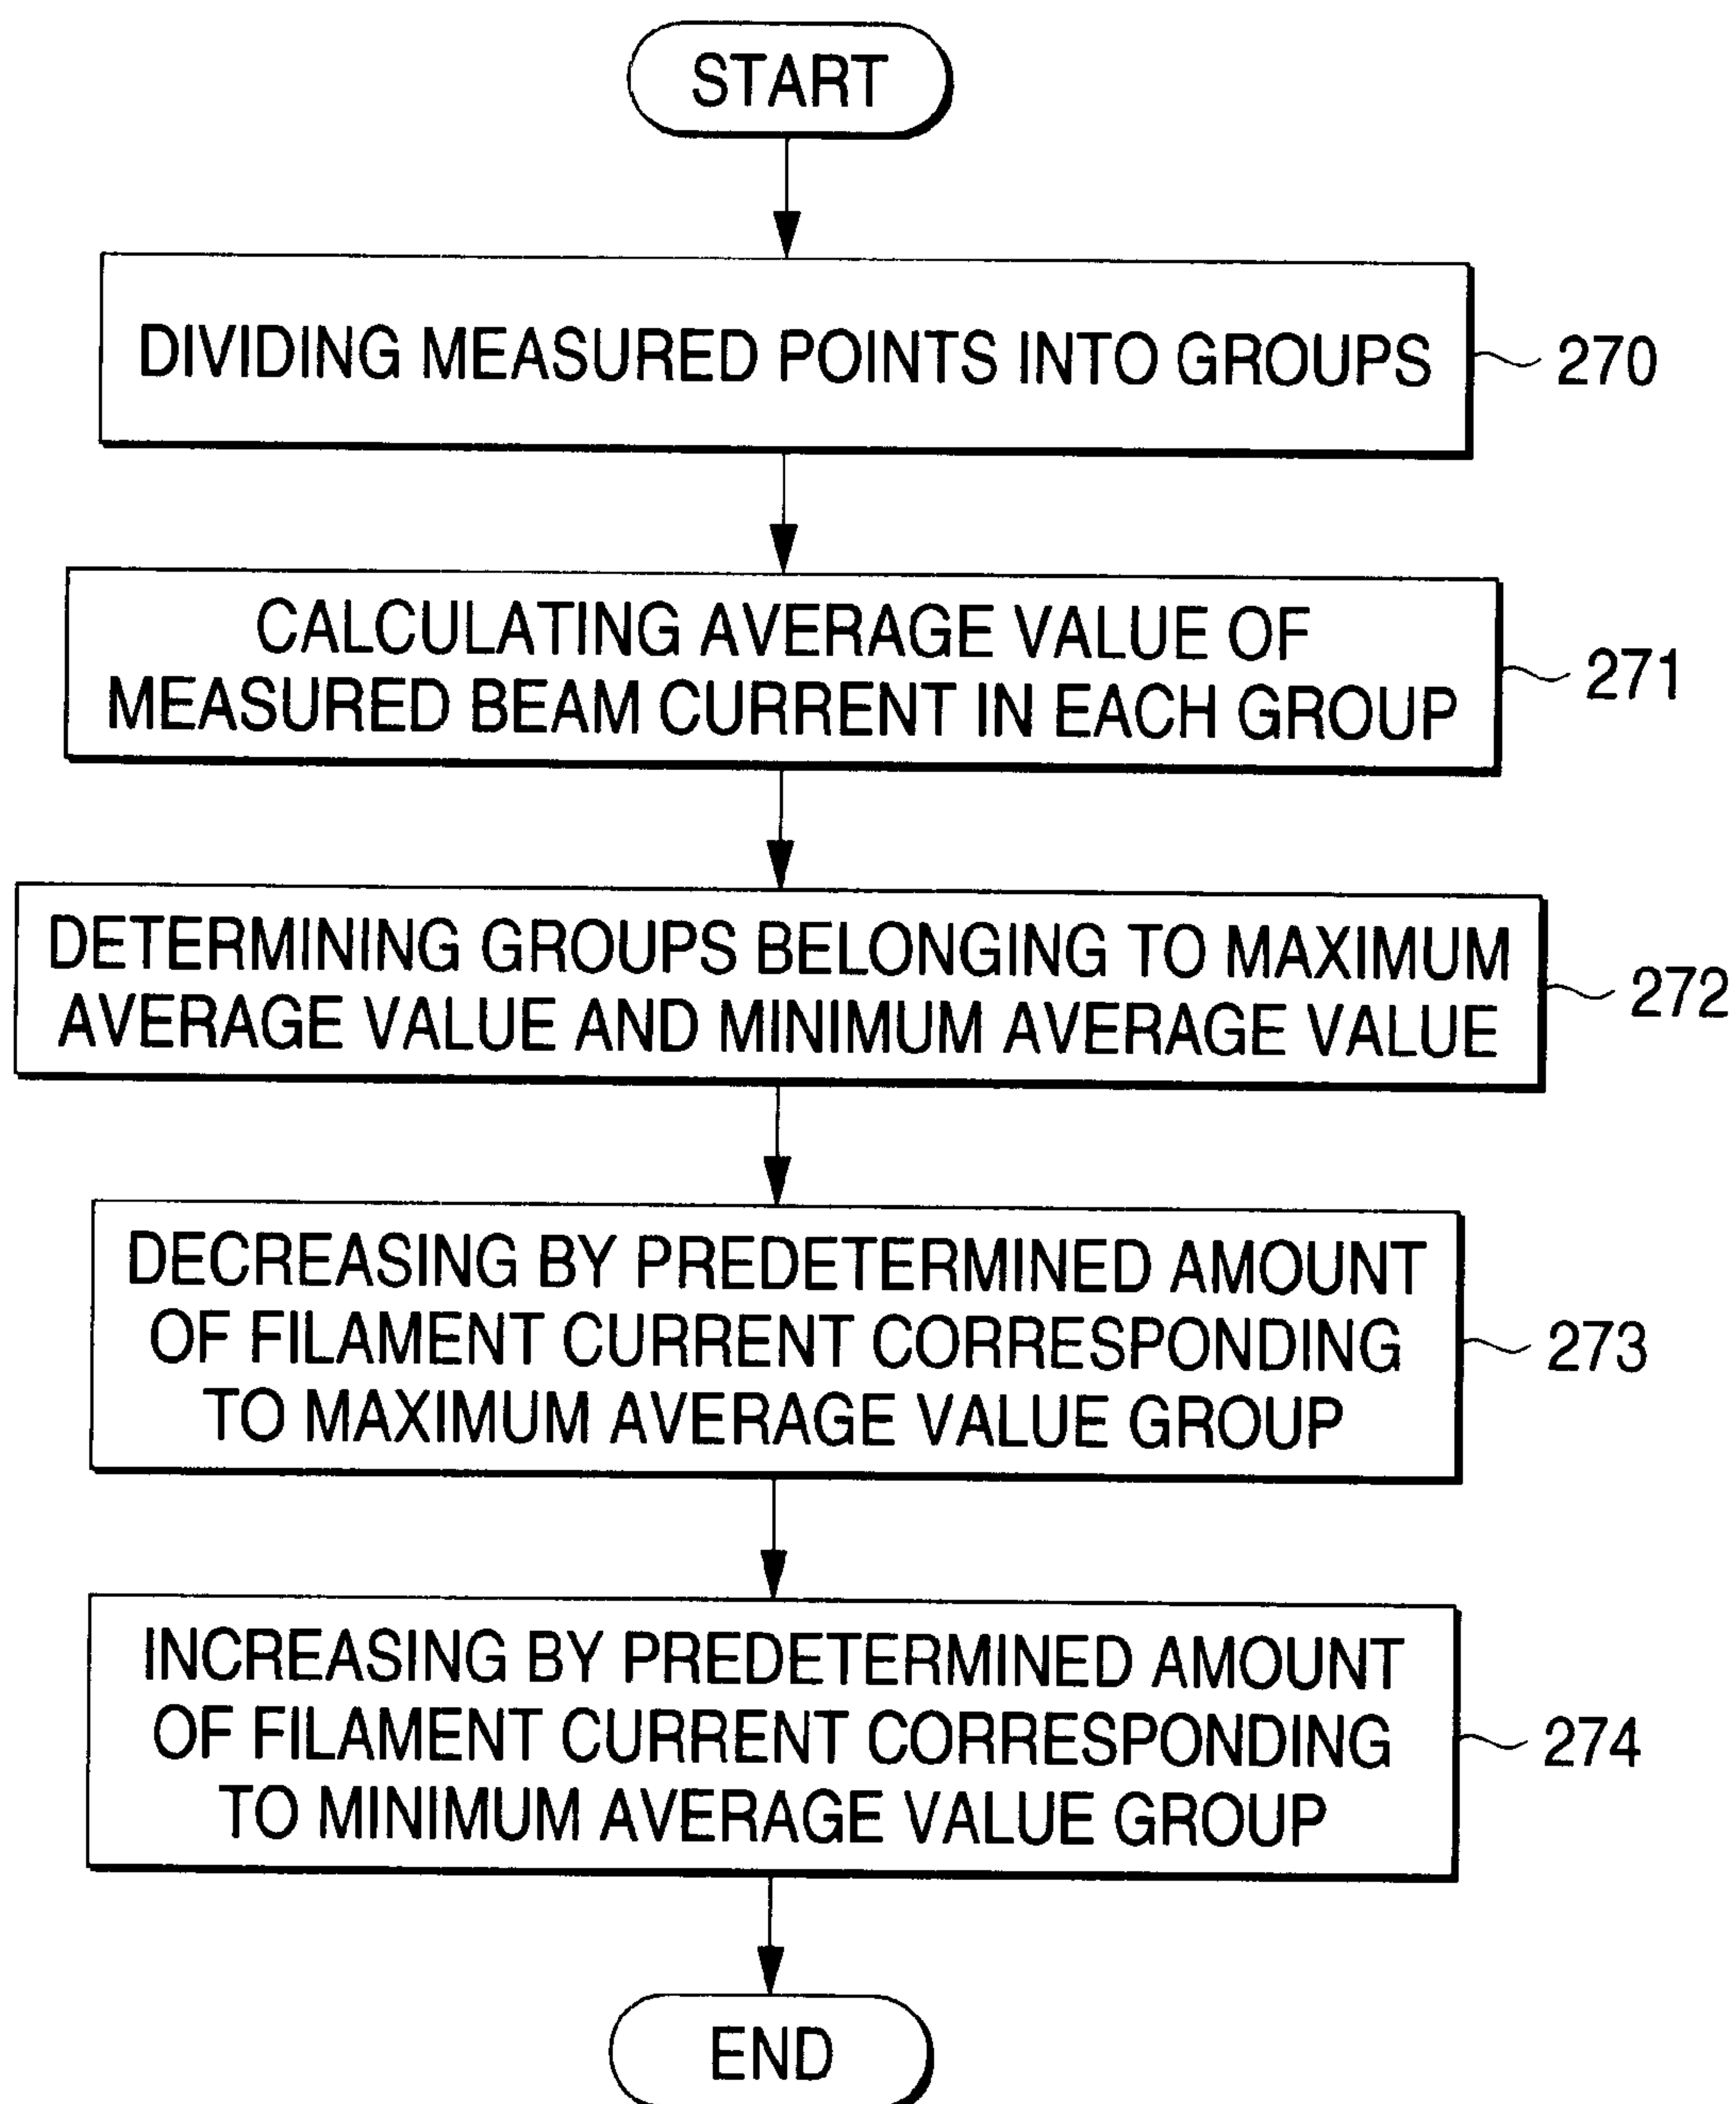 START
DIVIDING MEASURED POINTS INTO GROUPS
270
CALCULATING AVERAGE VALUE OF
MEASURED BEAM CURRENT IN EACH GROUP
271
DETERMINING GROUPS BELONGING TO MAXIMUM
AVERAGE VALUE AND MINIMUM AVERAGE VALUE
272
DECREASING BY PREDETERMINED AMOUNT
OF FILAMENT CURRENT CORRESPONDING
TO MAXIMUM AVERAGE VALUE GROUP
273
INCREASING BY PREDETERMINED AMOUNT
OF FILAMENT CURRENT CORRESPONDING
TO MINIMUM AVERAGE VALUE GROUP
274
END